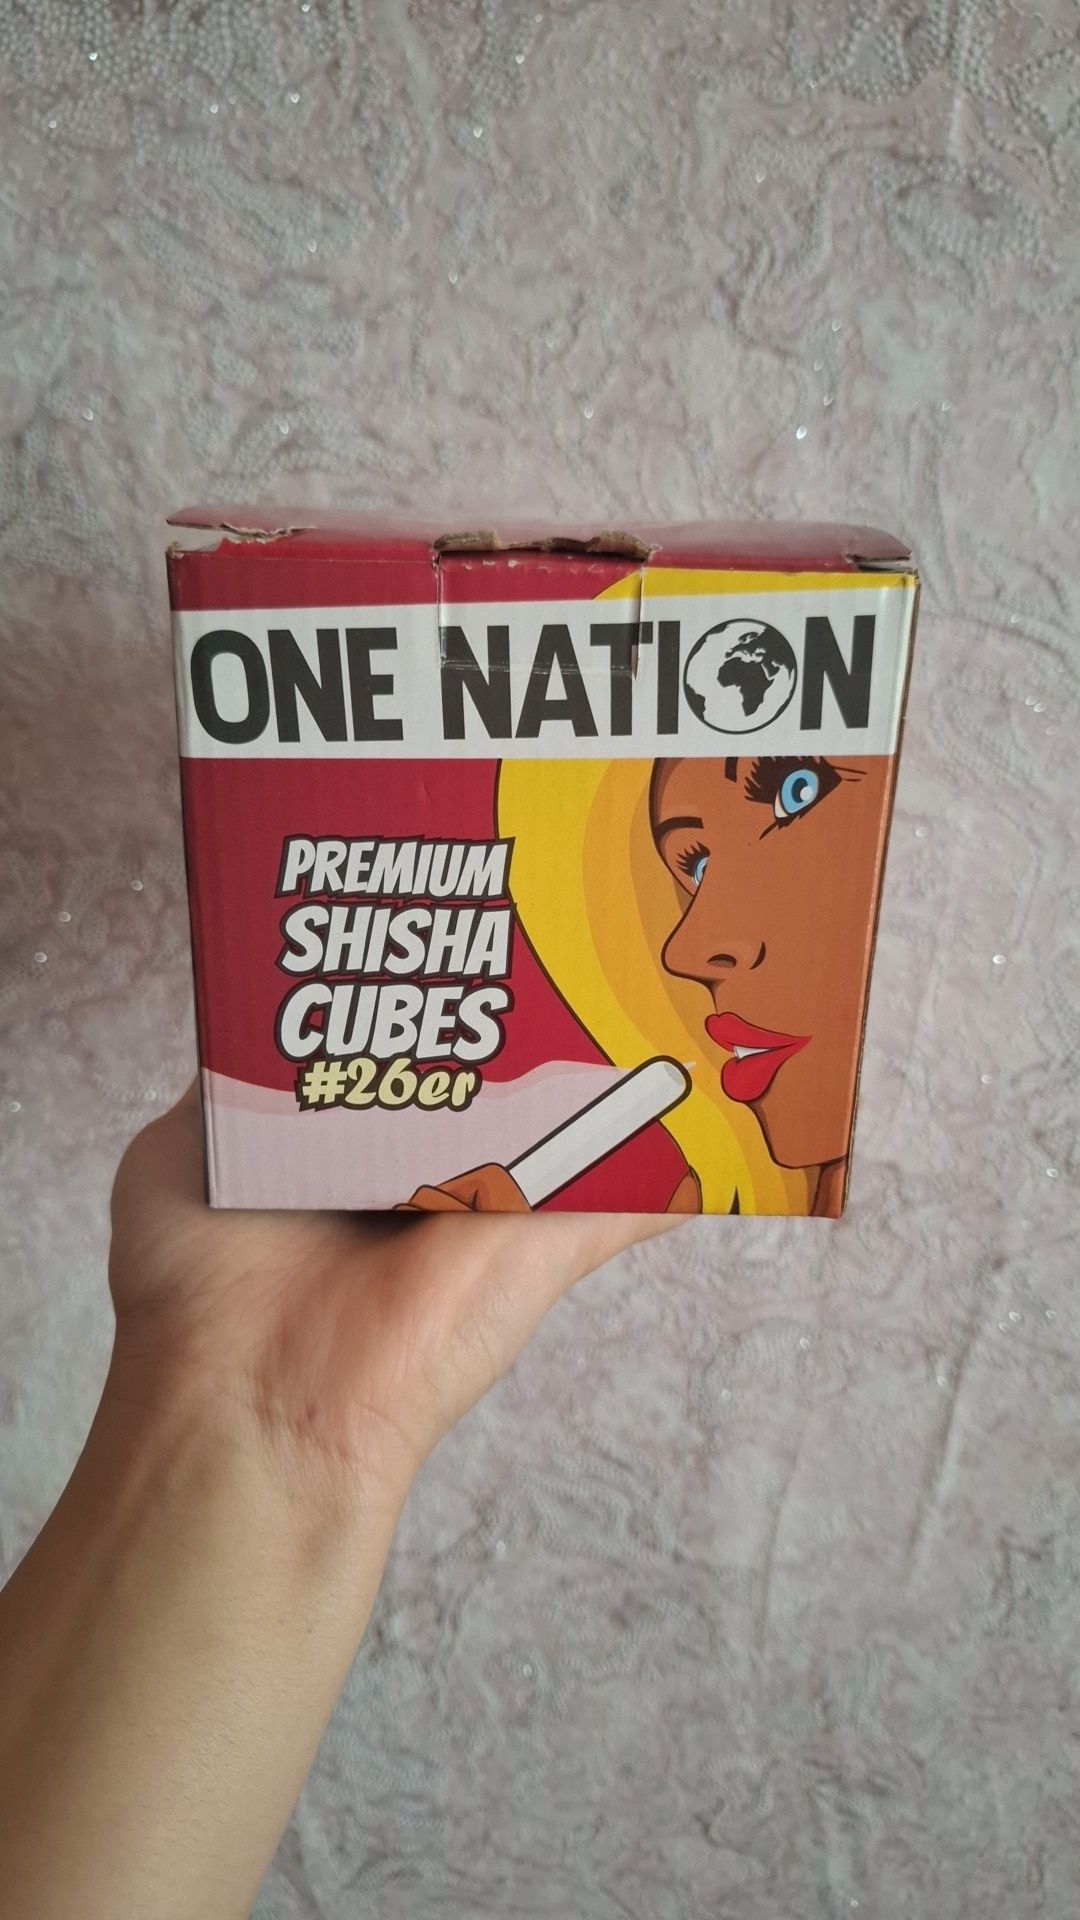 ONE NATION
PREMIUM
SHISHA
CUBES
#26er